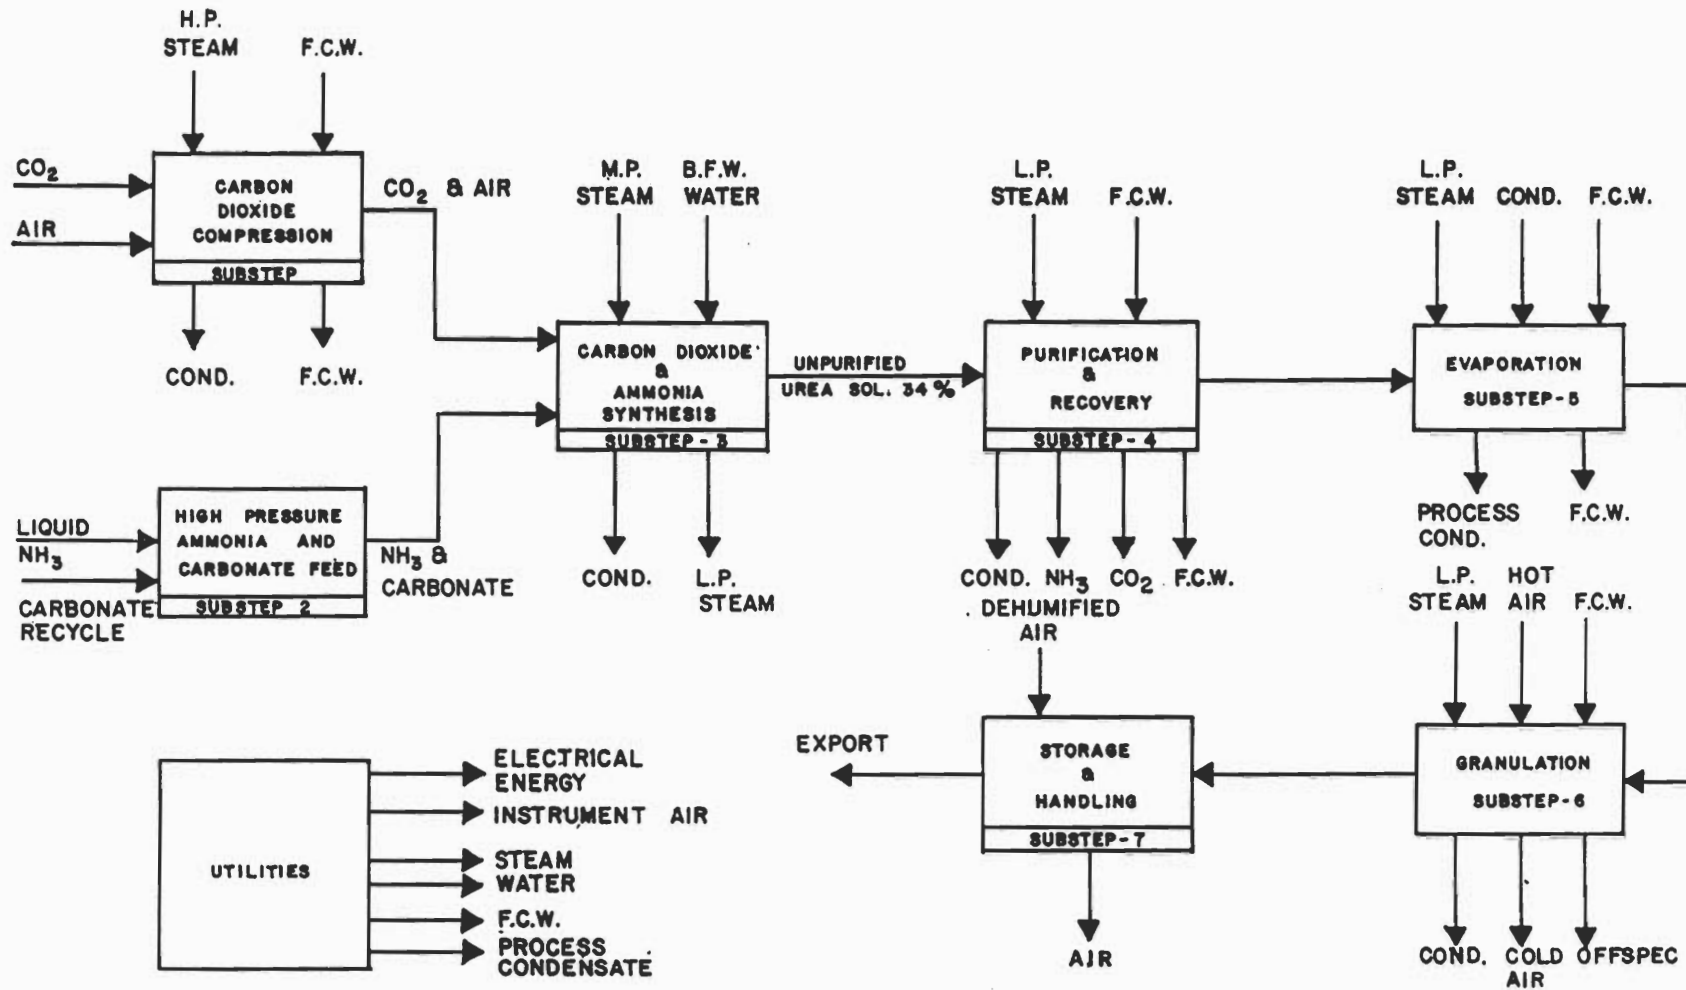 H.P.
STEAM
F.C.W.
CO₂
AIR
CARBON
DIOXIDE
COMPRESSION
SUBSTEP
CO₂ & AIR
COND.
F.C.W.
M.P.
STEAM
B.F.W.
WATER
CARBON DIOXIDE
&
AMMONIA
SYNTHESIS
SUBSTEP - 3
UNPURIFIED
UREA SOL. 34 %
COND.
L.P.
STEAM
LIQUID
NH₃
CARBONATE
RECYCLE
HIGH PRESSURE
AMMONIA AND
CARBONATE FEED
SUBSTEP 2
NH₃ &
CARBONATE
L.P.
STEAM
F.C.W.
PURIFICATION
&
RECOVERY
SUBSTEP - 4
COND.
NH₃
CO₂
F.C.W.
L.P.
STEAM
COND.
F.C.W.
EVAPORATION
SUBSTEP - 5
PROCESS
COND.
F.C.W.
L.P.
STEAM
HOT
AIR
F.C.W.
GRANULATION
SUBSTEP-6
COND.
COLD
AIR
OFFSPEC
DEHUMIFIED
AIR
STORAGE
&
HANDLING
SUBSTEP - 7
EXPORT
AIR
UTILITIES
ELECTRICAL
ENERGY
INSTRUMENT AIR
STEAM
WATER
F.C.W.
PROCESS
CONDENSATE